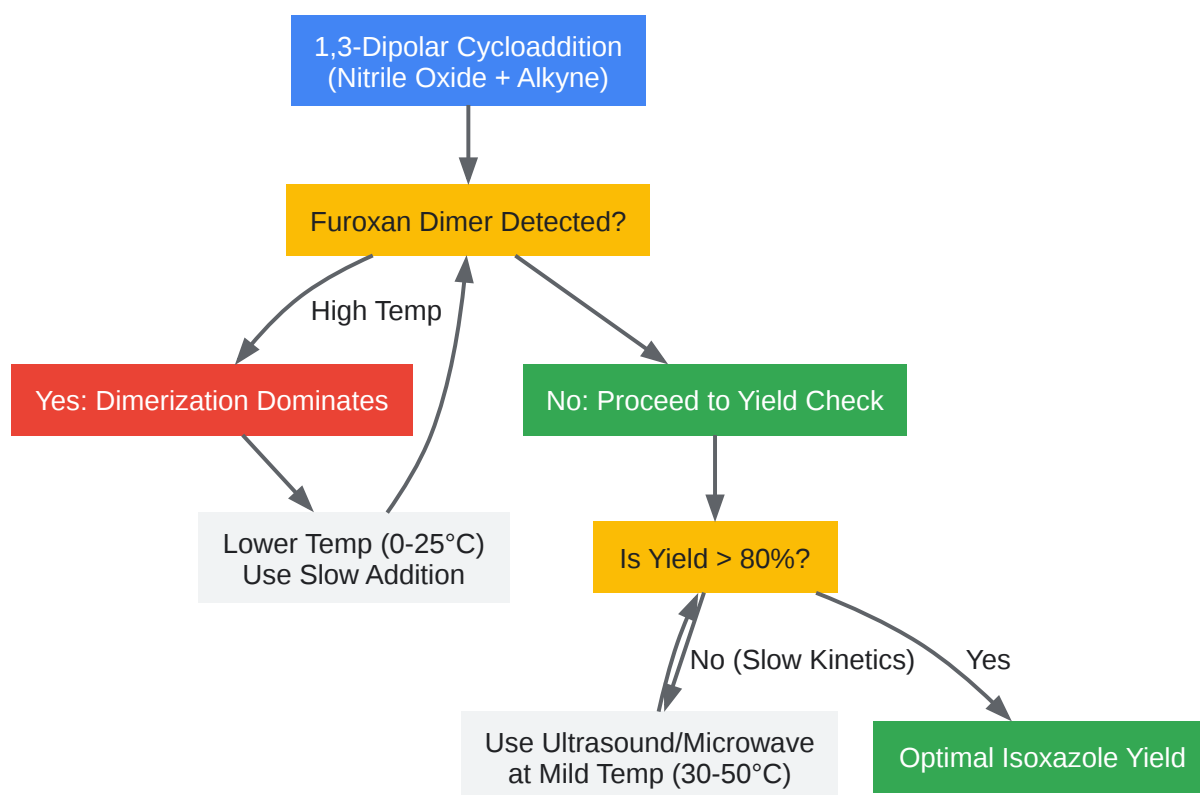 1,3-Dipolar Cycloaddition
(Nitrile Oxide + Alkyne)
Furoxan Dimer Detected?
High Temp
Yes: Dimerization Dominates
No: Proceed to Yield Check
Lower Temp (0-25°C)
Use Slow Addition
Is Yield > 80%?
No (Slow Kinetics)
Yes
Use Ultrasound/Microwave
at Mild Temp (30-50°C)
Optimal Isoxazole Yield